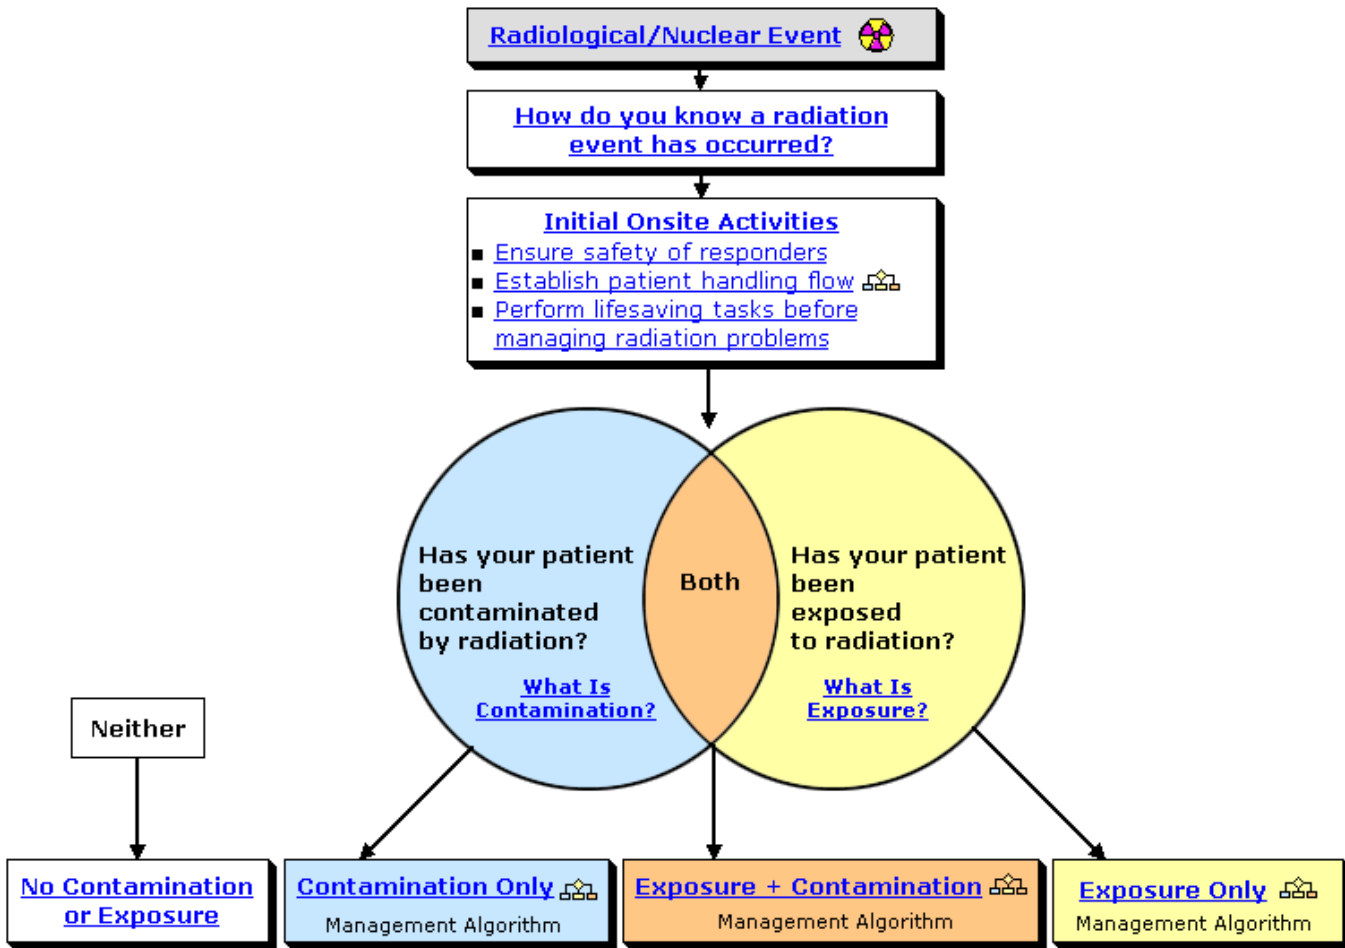 Radiological/Nuclear Event
How do you know a radiation
event has occurred?
Initial Onsite Activities
Ensure safety of responders
Establish patient handling flow
Perform lifesaving tasks before
managing radiation problems
Has your patient
been
contaminated
by radiation?
What Is
Contamination?
Both
Has your patient
been
exposed
to radiation?
What Is
Exposure?
Neither
No Contamination
or Exposure
Contamination Only
Management Algorithm
Exposure + Contamination
Management Algorithm
Exposure Only
Management Algorithm